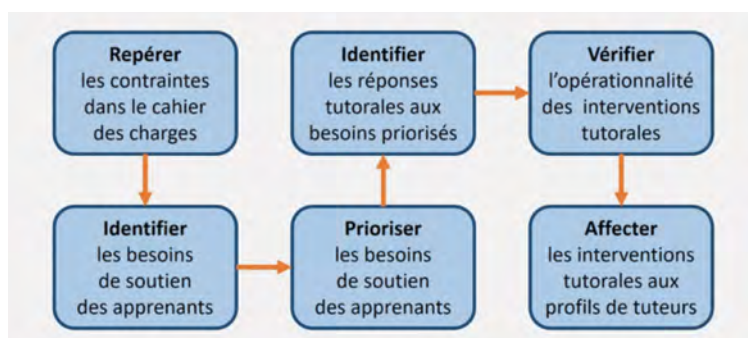 Repérer
les contraintes
dans le cahier
des charges
Identifier
les besoins
de soutien
des apprenants
Prioriser
les besoins
de soutien
des apprenants
Identifier
les réponses
tutorales aux
besoins priorisés
Vérifier
l'opérationnalité
des interventions
tutorales
Affecter
les interventions
tutorales aux
profils de tuteurs